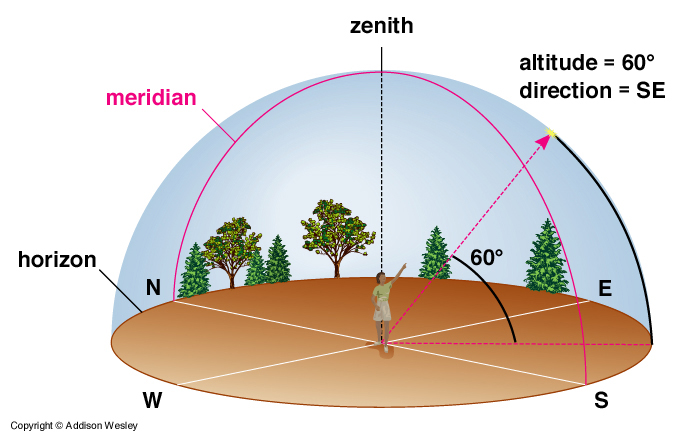 zenith
altitude = 60°
direction = SE
meridian
horizon
60°
N
E
W
S
Copyright © Addison Wesley